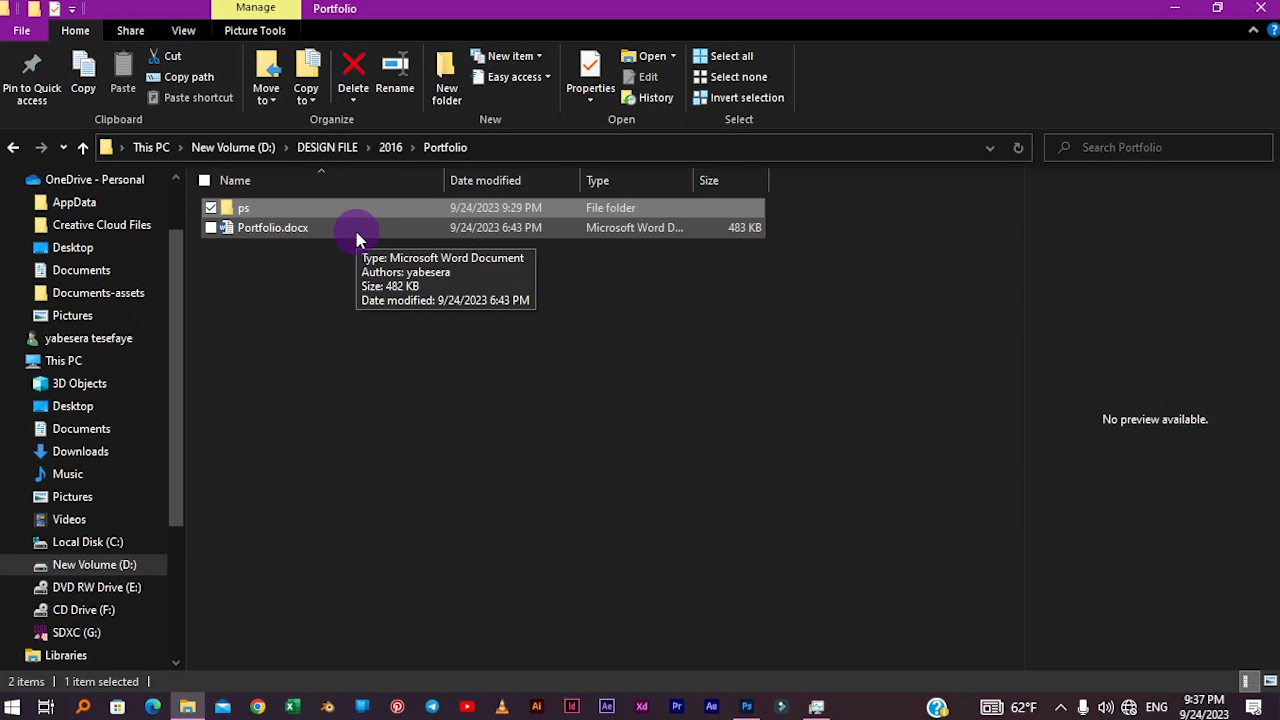 Manage
Portfolio
File
Home
Share
View
Picture Tools
Pin to Quick access
Copy
Paste
Cut
Copy path
Paste shortcut
Clipboard
Move to
Copy to
Delete
Rename
Organize
New folder
New item
Easy access
New
Properties
Open
Edit
History
Open
Select all
Select none
Invert selection
Select
This PC > New Volume (D:) > DESIGN FILE > 2016 > Portfolio
Search Portfolio
Name
Date modified
Type
Size
ps 9/24/2023 9:29 PM File folder
Portfolio.docx 9/24/2023 6:43 PM Microsoft Word D... 483 KB
Type: Microsoft Word Document
Authors: yabesera
Size: 482 KB
Date modified: 9/24/2023 6:43 PM
No preview available.
OneDrive - Personal
AppData
Creative Cloud Files
Desktop
Documents
Documents-assets
Pictures
yabesera tesefaye
This PC
3D Objects
Desktop
Documents
Downloads
Music
Pictures
Videos
Local Disk (C:)
New Volume (D:)
DVD RW Drive (E:)
CD Drive (F:)
SDXC (G:)
Libraries
2 items
1 item selected
Ai
Id
Ae
Xd
Pr
Ae
Ps
62°F
ENG
9:37 PM
9/24/2023